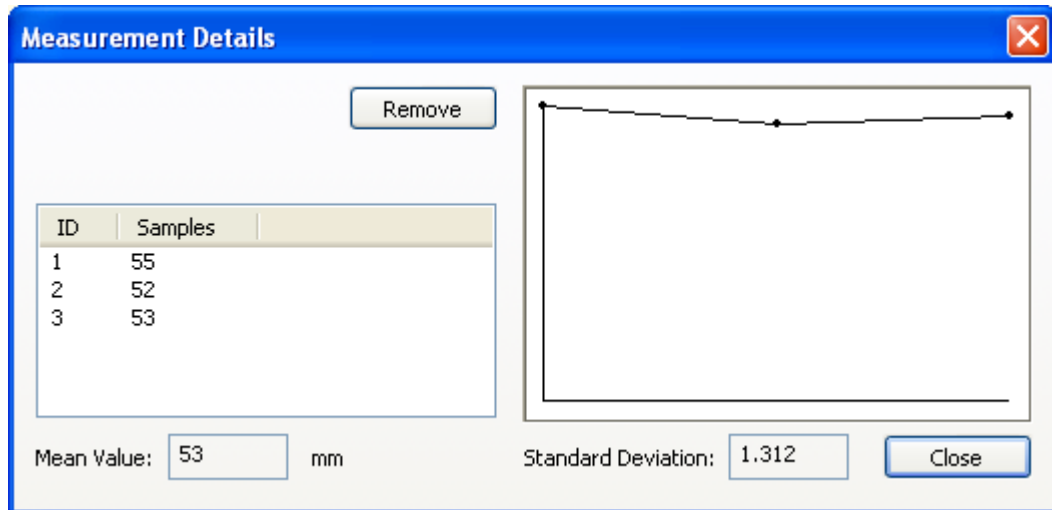 Measurement Details
Remove
ID Samples
1 55
2 52
3 53
Mean Value: 53 mm
Standard Deviation: 1.312
Close